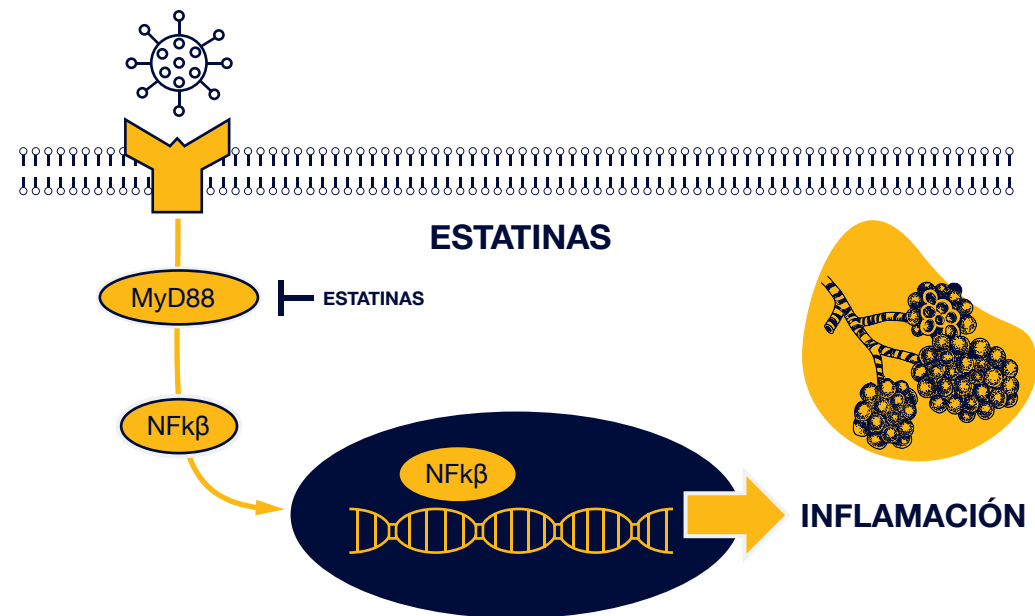 ESTATINAS
MyD88
ESTATINAS
NFkβ
NFkβ
INFLAMACIÓN